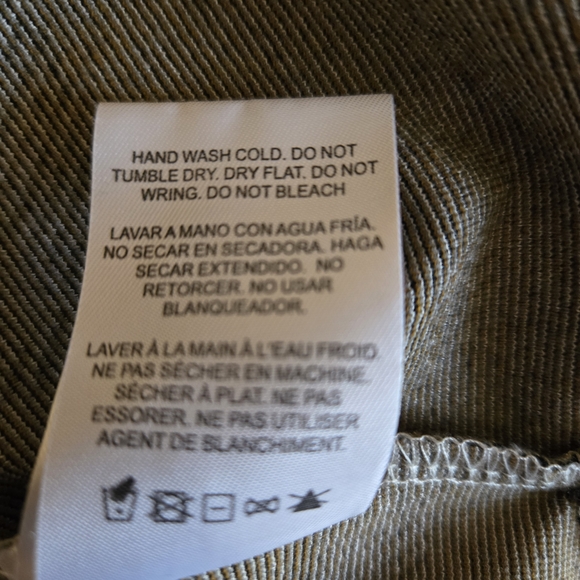 HAND WASH COLD. DO NOT
TUMBLE DRY. DRY FLAT. DO NOT
WRING. DO NOT BLEACH
LAVAR A MANO CON AGUA FRÍA.
NO SECAR EN SECADORA. HAGA
SECAR EXTENDIDO. NO
RETORCER. NO USAR
BLANQUEADOR.
LAVER À LA MAIN À L'EAU FROID.
NE PAS SÉCHER EN MACHINE.
SÉCHER À PLAT. NE PAS
ESSORER. NE PAS UTILISER
AGENT DE BLANCHIMENT.